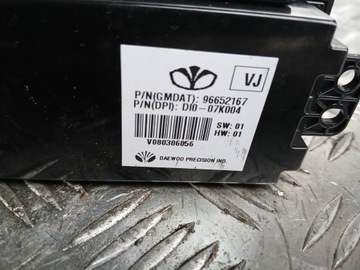 VJ
P/N(GMDAT): 96652167
P/N(DPI): DI0-07K004
SW: 01
HW: 01
V080306056
DAEWOO PRECISION IND.